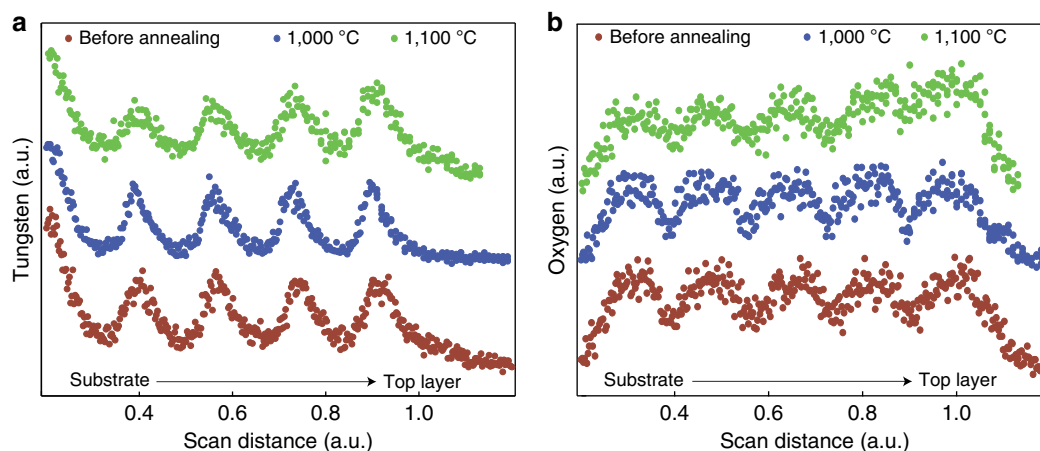 a
Before annealing 1,000 °C 1,100 °C
Tungsten (a.u.)
Substrate Top layer
0.4 0.6 0.8 1.0
Scan distance (a.u.)
b
Before annealing 1,000 °C 1,100 °C
Oxygen (a.u.)
Substrate Top layer
0.4 0.6 0.8 1.0
Scan distance (a.u.)